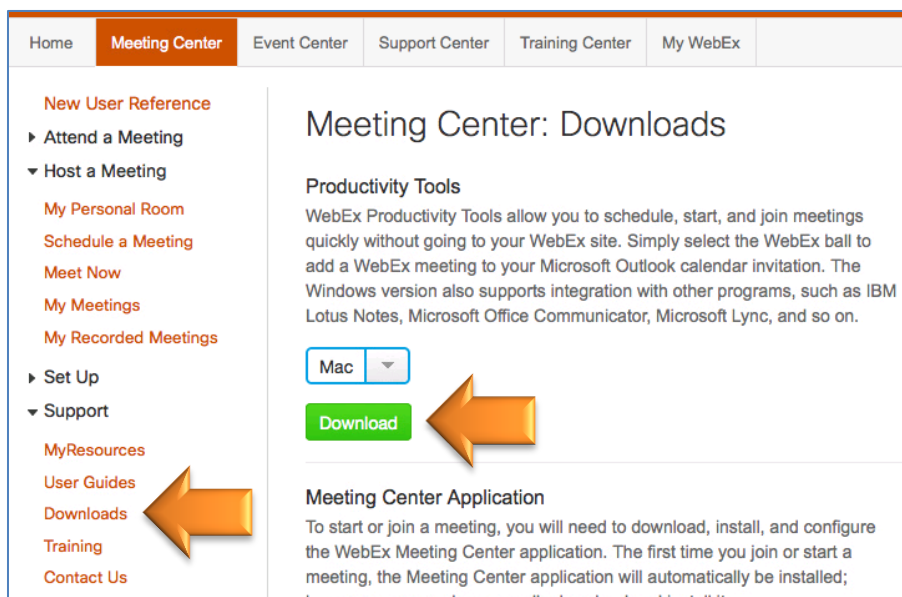 Home Meeting Center Event Center Support Center Training Center My WebEx
New User Reference
Attend a Meeting
Host a Meeting
My Personal Room
Schedule a Meeting
Meet Now
My Meetings
My Recorded Meetings
Set Up
Support
MyResources
User Guides
Downloads
Training
Contact Us
Meeting Center: Downloads
Productivity Tools
WebEx Productivity Tools allow you to schedule, start, and join meetings
quickly without going to your WebEx site. Simply select the WebEx ball to
add a WebEx meeting to your Microsoft Outlook calendar invitation. The
Windows version also supports integration with other programs, such as IBM
Lotus Notes, Microsoft Office Communicator, Microsoft Lync, and so on.
Mac
Download
Meeting Center Application
To start or join a meeting, you will need to download, install, and configure
the WebEx Meeting Center application. The first time you join or start a
meeting, the Meeting Center application will automatically be installed;